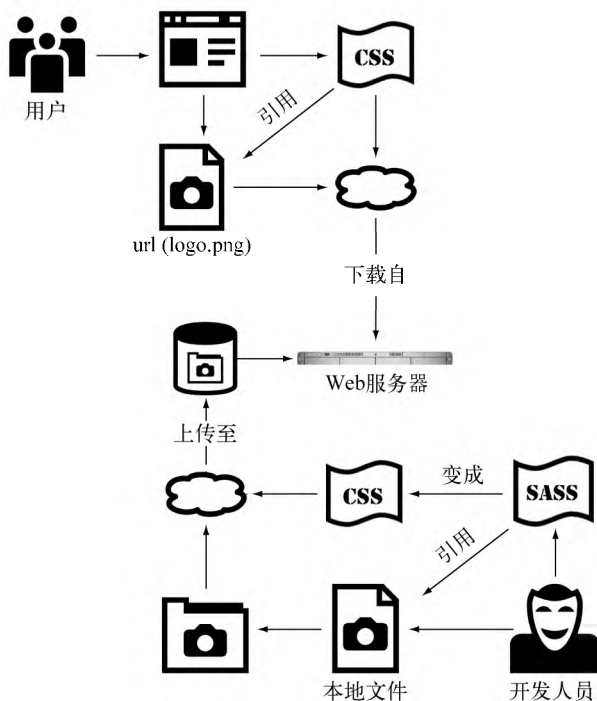 CSS
用户
引用
url (logo.png)
下载自
Web服务器
上传至
CSS
变成
SASS
引用
本地文件
开发人员